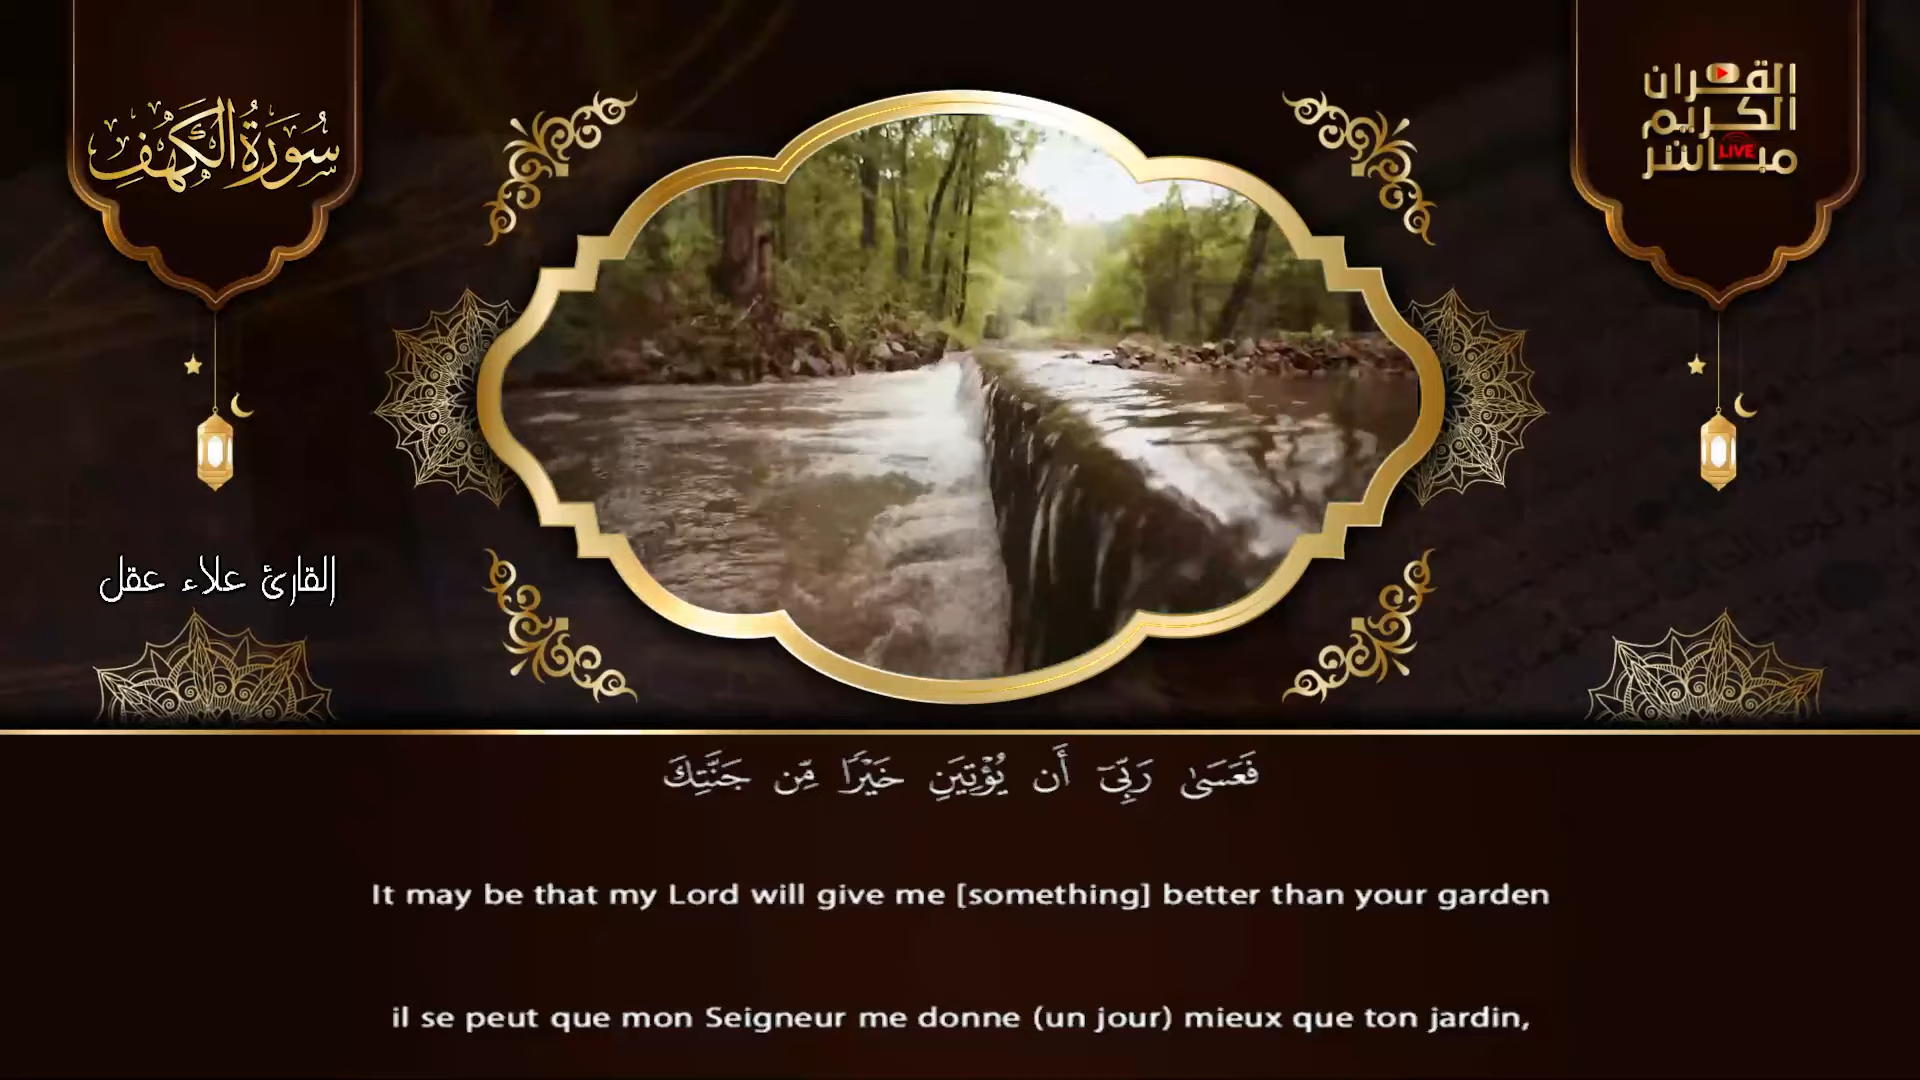 سُورَةُ الكَهْفِ
القرآن
الكريم
مباشر
LIVE
القارئ علاء عقل
فَعَسَىٰ رَبِّىٓ أَن يُؤْتِيَنِ خَيْرًا مِّن جَنَّتِكَ
It may be that my Lord will give me [something] better than your garden
il se peut que mon Seigneur me donne (un jour) mieux que ton jardin,